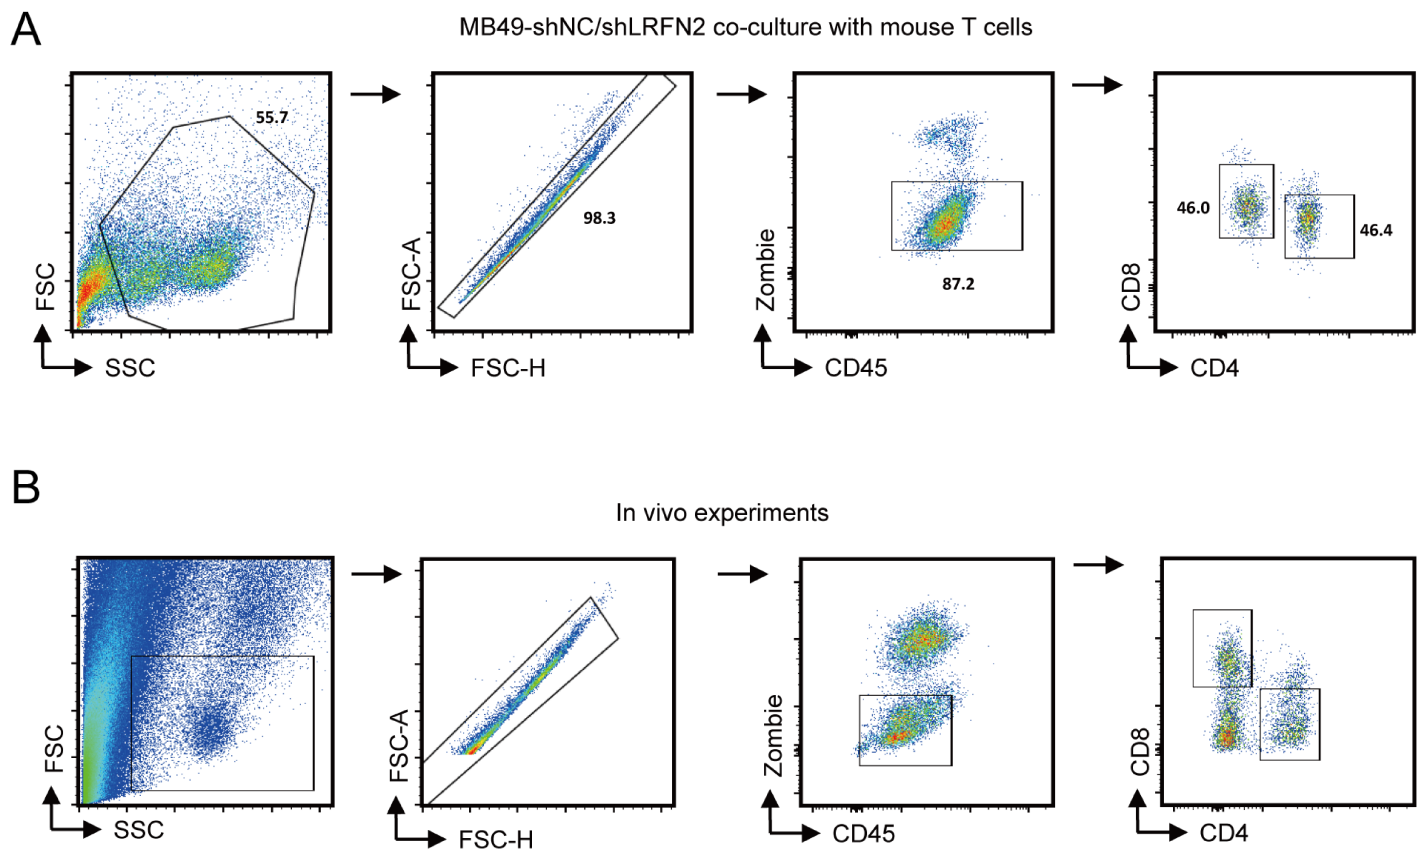 A
MB49-shNC/shLRFN2 co-culture with mouse T cells
55.7
FSC
SSC
98.3
FSC-A
FSC-H
87.2
Zombie
CD45
46.0
46.4
CD8
CD4
B
In vivo experiments
FSC
SSC
FSC-A
FSC-H
Zombie
CD45
CD8
CD4